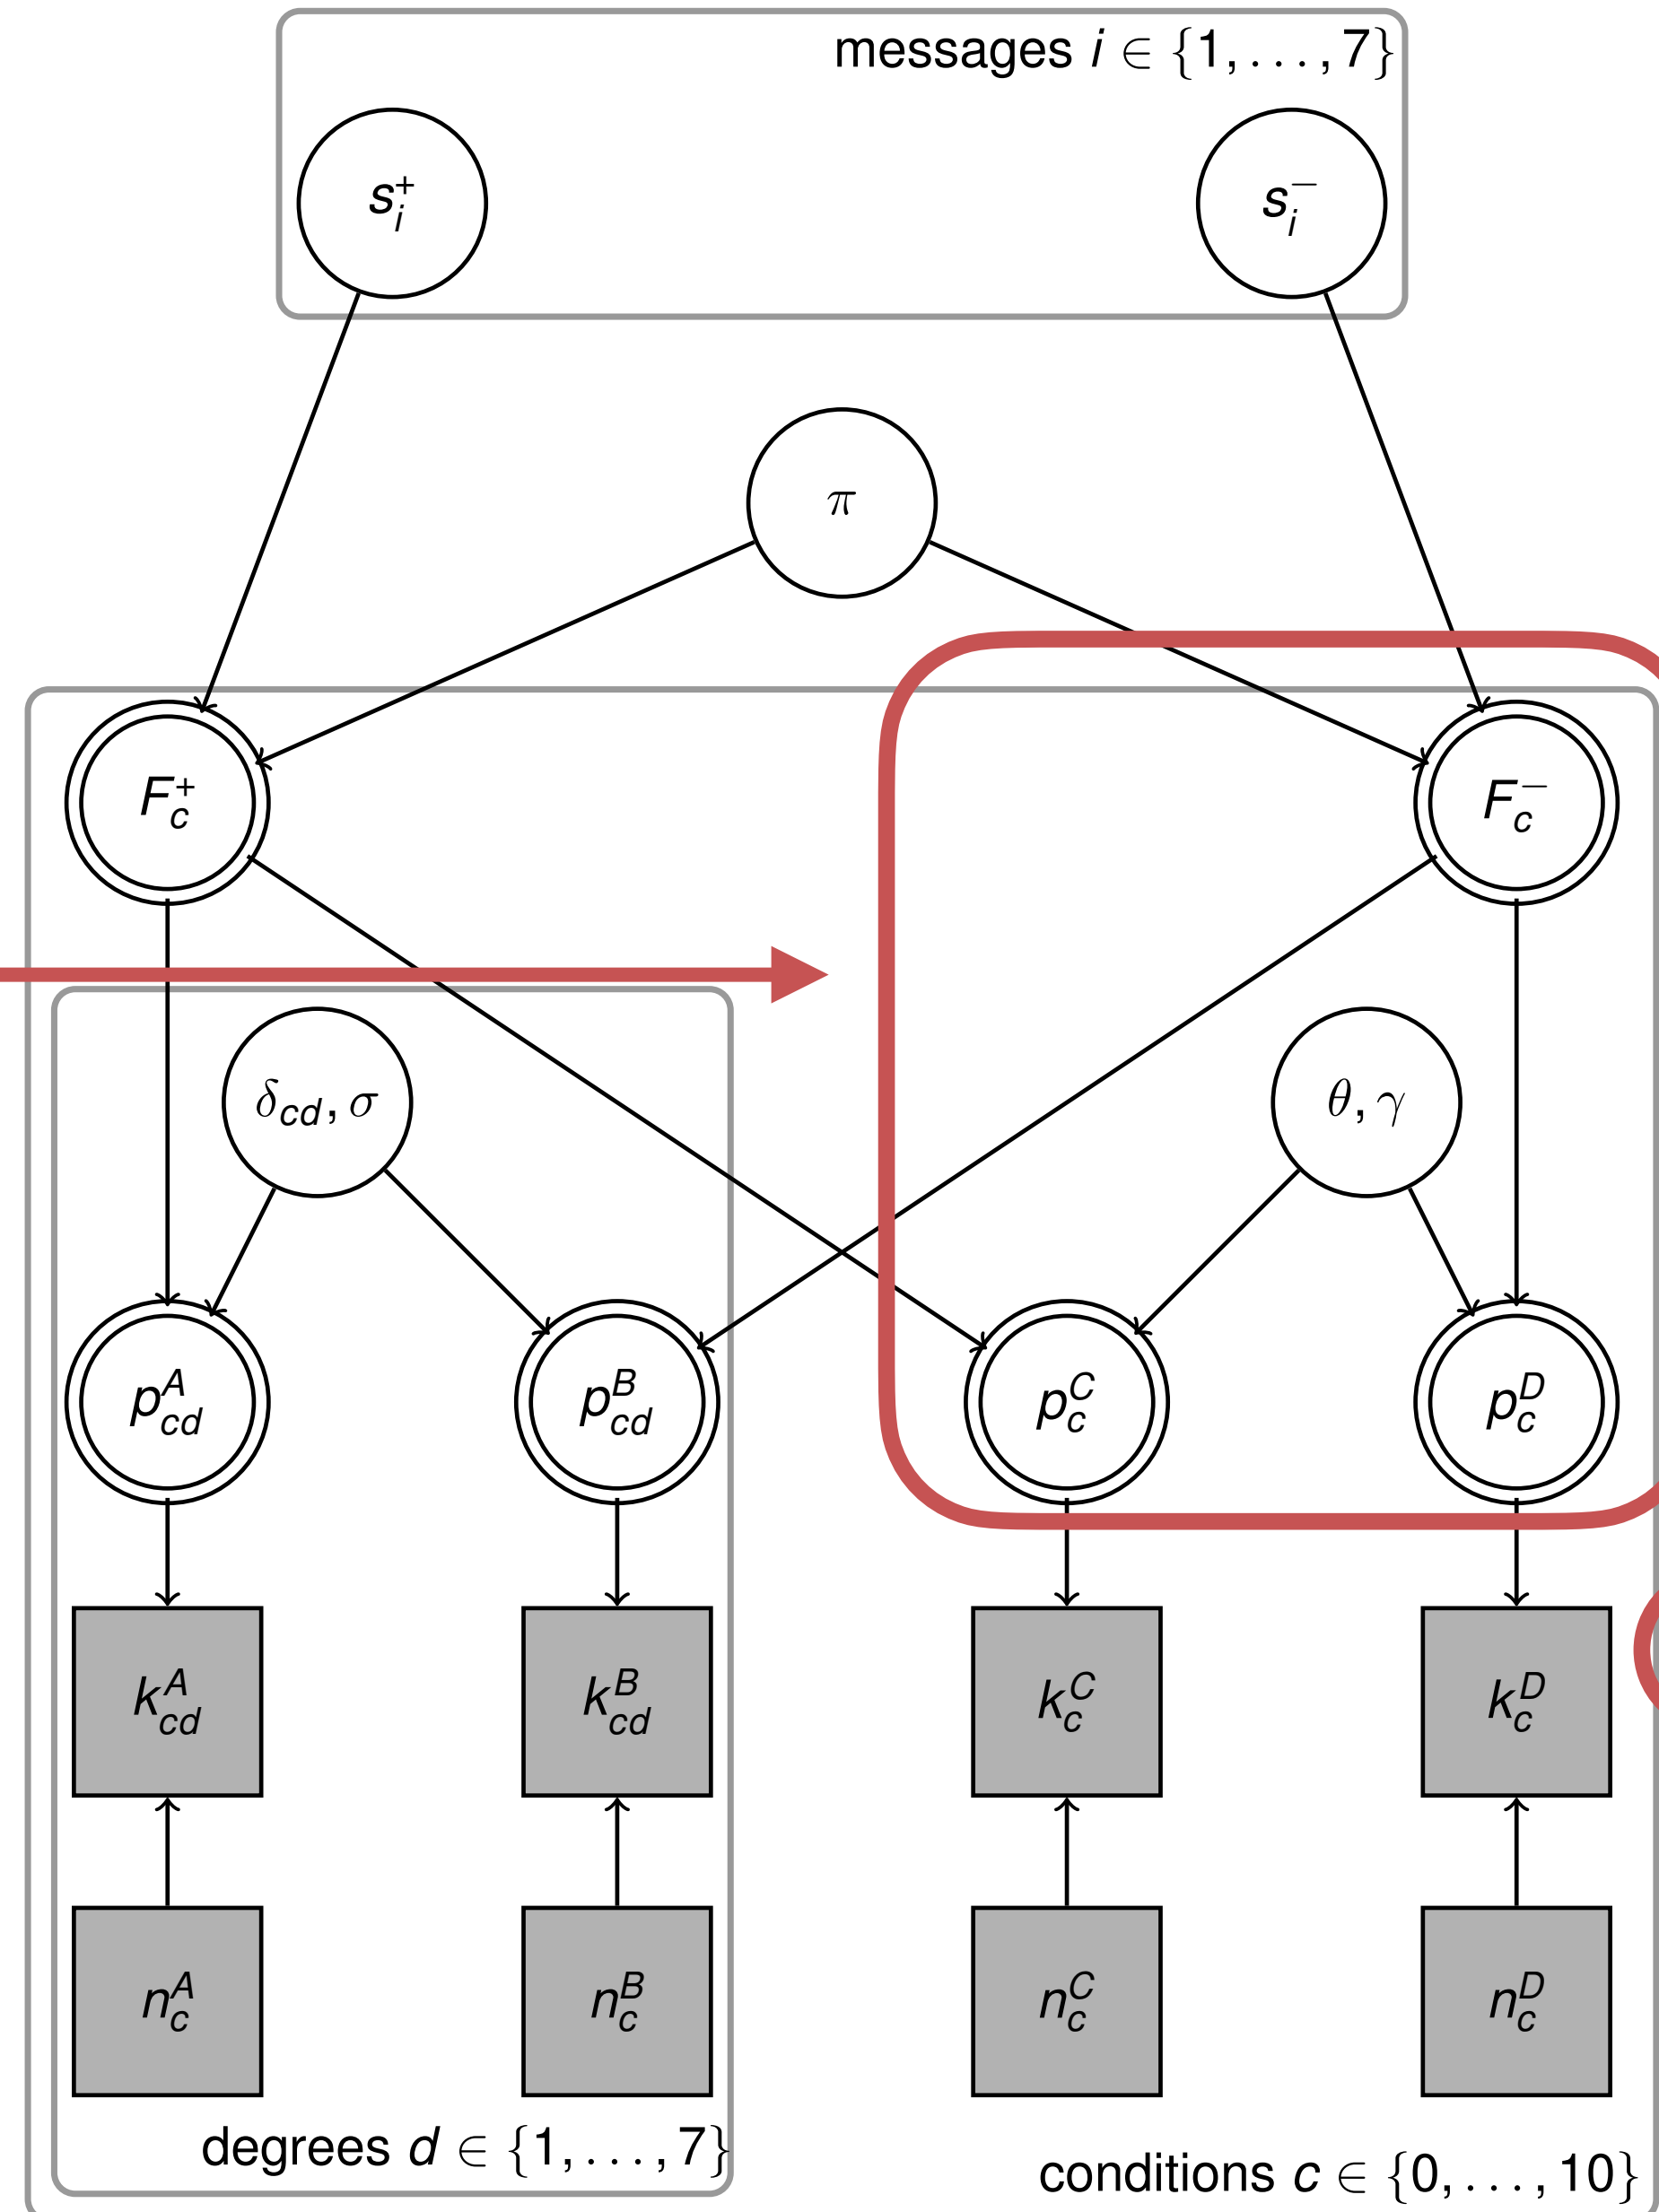 messages i ∈ {1, . . . , 7}
s_i^+ s_i^−
π
F_c^+ F_c^−
δ_cd, σ θ, γ
p_cd^A p_cd^B p_c^C p_c^D
k_cd^A k_cd^B k_c^C k_c^D
n_c^A n_c^B n_c^C n_c^D
degrees d ∈ {1, . . . , 7}
conditions c ∈ {0, . . . , 10}